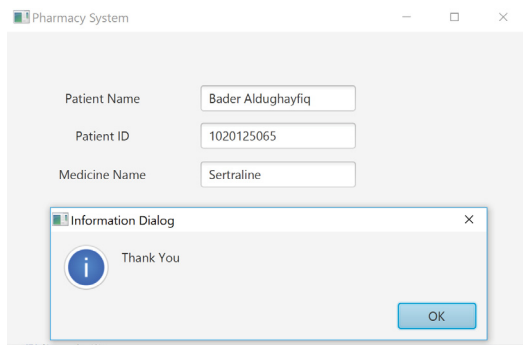 Pharmacy System
Patient Name Bader Aldughayfiq
Patient ID 1020125065
Medicine Name Sertraline
Information Dialog
Thank You
OK